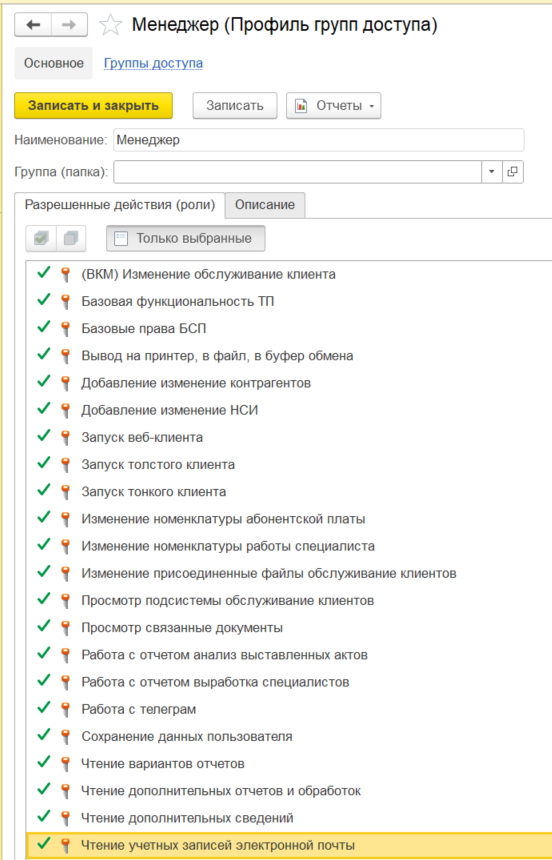 Менеджер (Профиль групп доступа)
Основное Группы доступа
Записать и закрыть Записать Отчеты
Наименование: Менеджер
Группа (папка):
Разрешенные действия (роли) Описание
Только выбранные
(ВКМ) Изменение обслуживание клиента
Базовая функциональность ТП
Базовые права БСП
Вывод на принтер, в файл, в буфер обмена
Добавление изменение контрагентов
Добавление изменение НСИ
Запуск веб-клиента
Запуск толстого клиента
Запуск тонкого клиента
Изменение номенклатуры абонентской платы
Изменение номенклатуры работы специалиста
Изменение присоединенные файлы обслуживание клиентов
Просмотр подсистемы обслуживание клиентов
Просмотр связанные документы
Работа с отчетом анализ выставленных актов
Работа с отчетом выработка специалистов
Работа с телеграм
Сохранение данных пользователя
Чтение вариантов отчетов
Чтение дополнительных отчетов и обработок
Чтение дополнительных сведений
Чтение учетных записей электронной почты